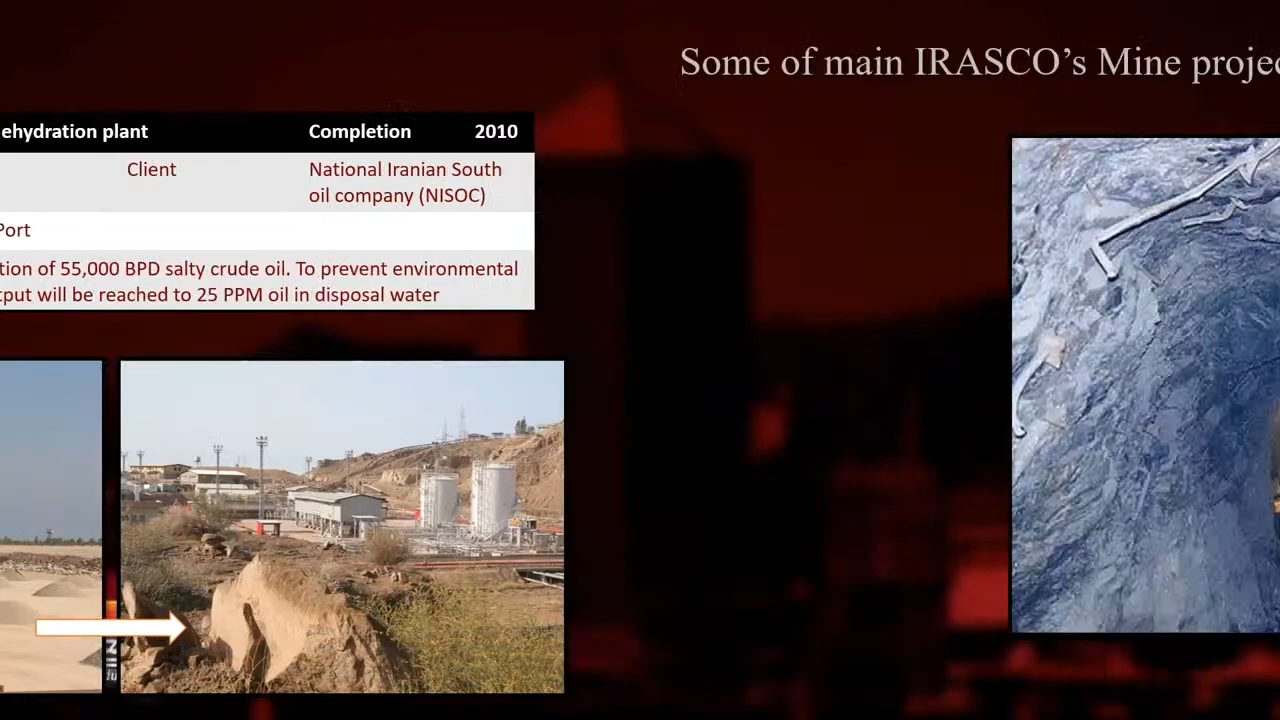 Some of main IRASCO's Mine projec
ehydration plant Completion 2010
Client National Iranian South
oil company (NISOC)
Port
tion of 55,000 BPD salty crude oil. To prevent environmental
tput will be reached to 25 PPM oil in disposal water